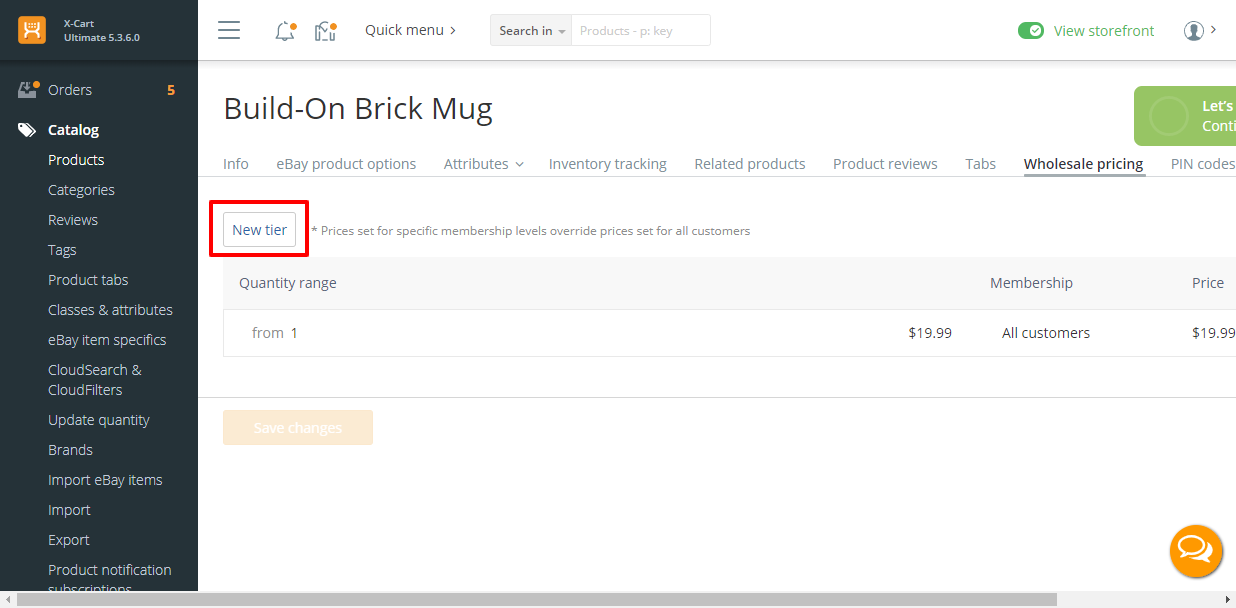 X-Cart
Ultimate 5.3.6.0
Quick menu
Search in
Products - p: key
View storefront
Orders 5
Catalog
Products
Categories
Reviews
Tags
Product tabs
Classes & attributes
eBay item specifics
CloudSearch &
CloudFilters
Update quantity
Brands
Import eBay items
Import
Export
Product notification
subscriptions
Build-On Brick Mug
Let's
Conti
Info eBay product options Attributes Inventory tracking Related products Product reviews Tabs Wholesale pricing PIN codes
New tier * Prices set for specific membership levels override prices set for all customers
Quantity range Membership Price
from 1 $19.99 All customers $19.99
Save changes